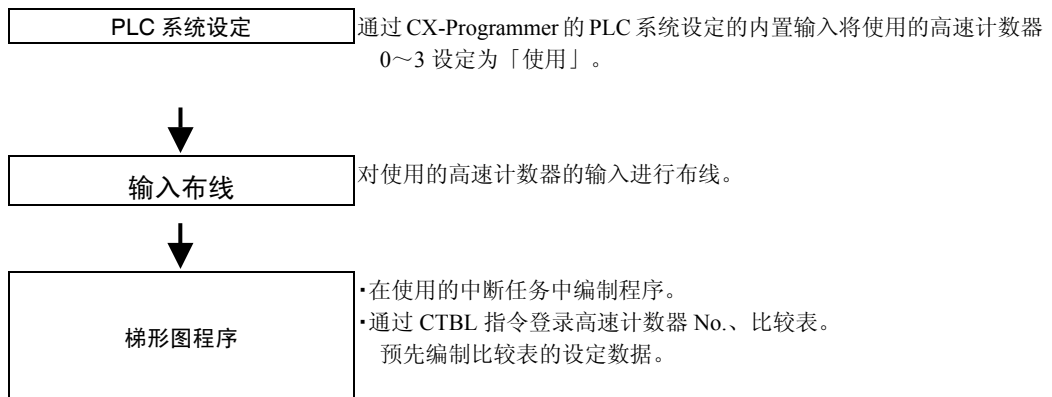 PLC 系统设定
通过 CX-Programmer 的 PLC 系统设定的内置输入将使用的高速计数器
0～3 设定为「使用」。
输入布线
对使用的高速计数器的输入进行布线。
梯形图程序
･在使用的中断任务中编制程序。
･通过 CTBL 指令登录高速计数器 No.、比较表。
预先编制比较表的设定数据。